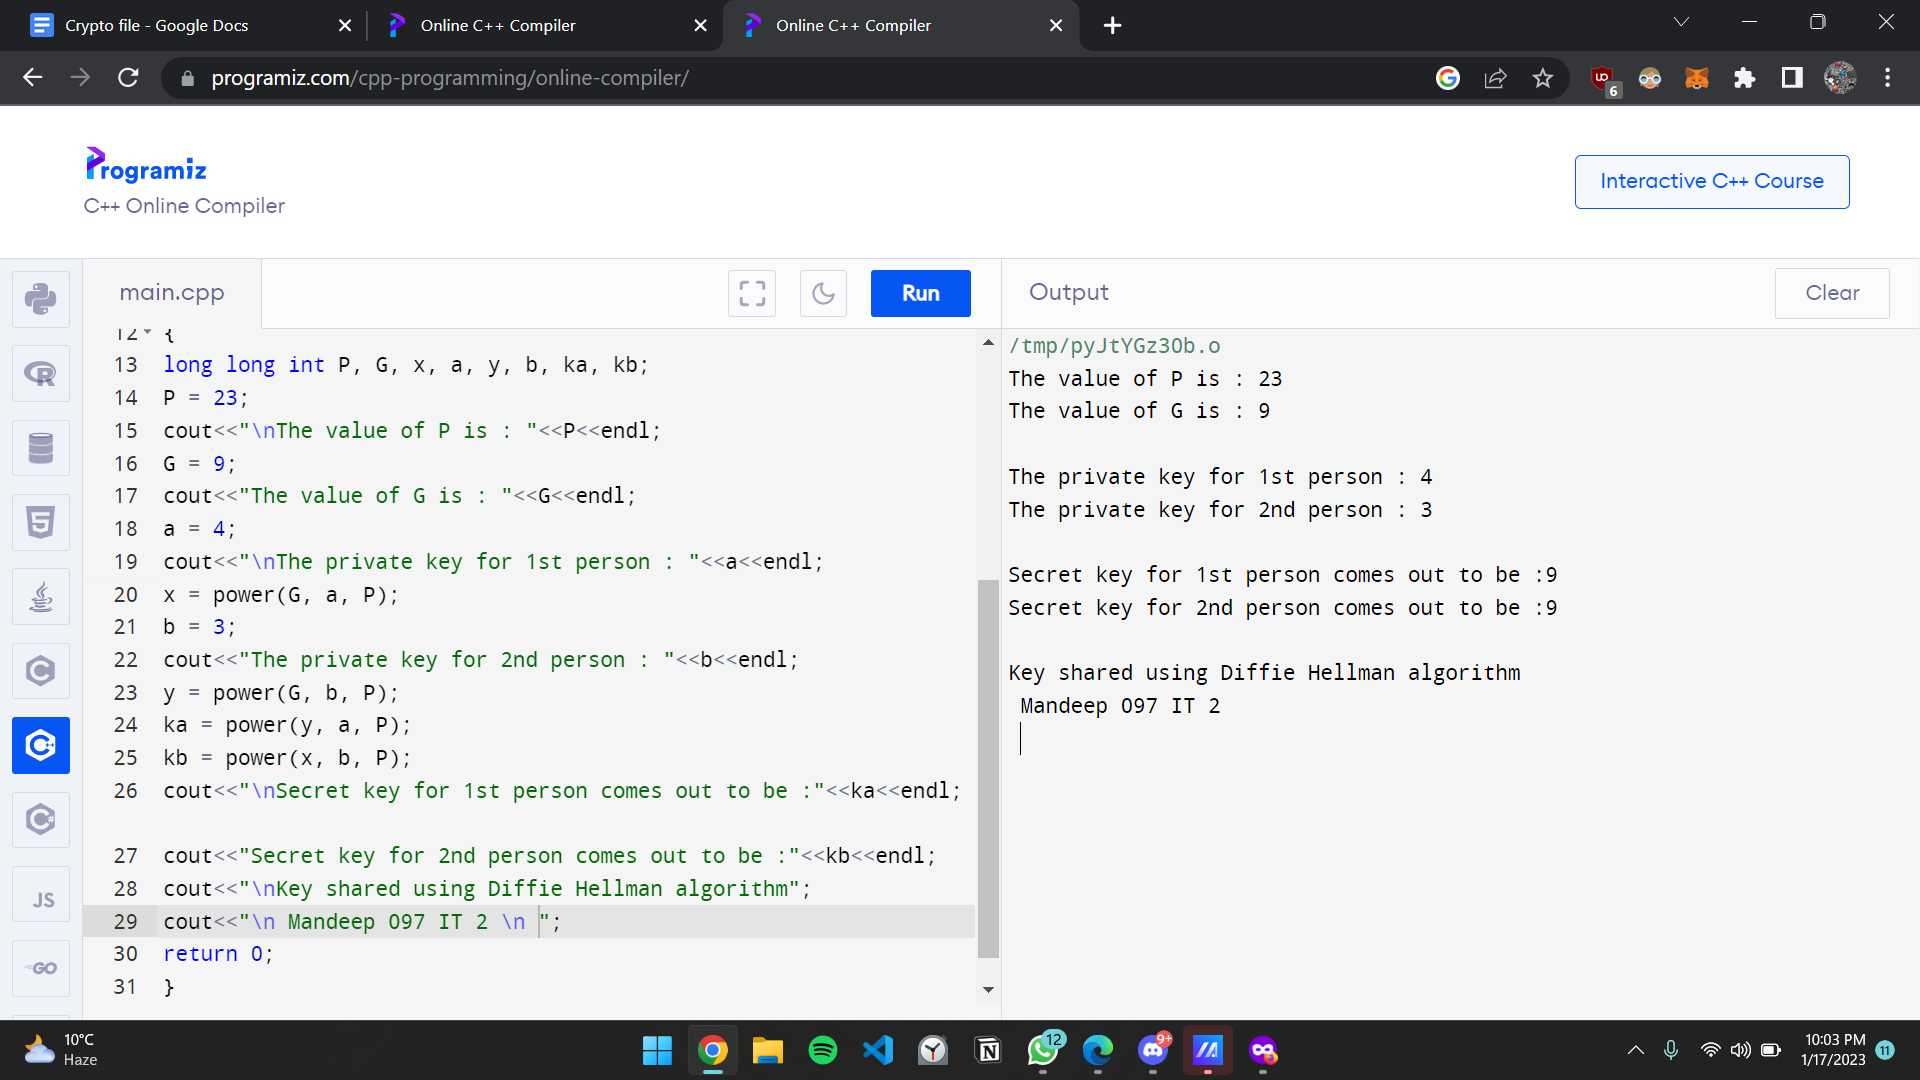 Crypto file - Google Docs
Online C++ Compiler
Online C++ Compiler
programiz.com/cpp-programming/online-compiler/
6
Programiz
C++ Online Compiler
Interactive C++ Course
main.cpp
Run
Output
Clear
12 {
13 long long int P, G, x, a, y, b, ka, kb;
14 P = 23;
15 cout<<"\nThe value of P is : "<<P<<endl;
16 G = 9;
17 cout<<"The value of G is : "<<G<<endl;
18 a = 4;
19 cout<<"\nThe private key for 1st person : "<<a<<endl;
20 x = power(G, a, P);
21 b = 3;
22 cout<<"The private key for 2nd person : "<<b<<endl;
23 y = power(G, b, P);
24 ka = power(y, a, P);
25 kb = power(x, b, P);
26 cout<<"\nSecret key for 1st person comes out to be :"<<ka<<endl;
27 cout<<"Secret key for 2nd person comes out to be :"<<kb<<endl;
28 cout<<"\nKey shared using Diffie Hellman algorithm";
29 cout<<"\n Mandeep 097 IT 2 \n ";
30 return 0;
31 }
/tmp/pyJtYGz3Ob.o
The value of P is : 23
The value of G is : 9
The private key for 1st person : 4
The private key for 2nd person : 3
Secret key for 1st person comes out to be :9
Secret key for 2nd person comes out to be :9
Key shared using Diffie Hellman algorithm
Mandeep 097 IT 2
R
5
C
C++
C#
JS
GO
10°C
Haze
12
9+
10:03 PM
1/17/2023
11